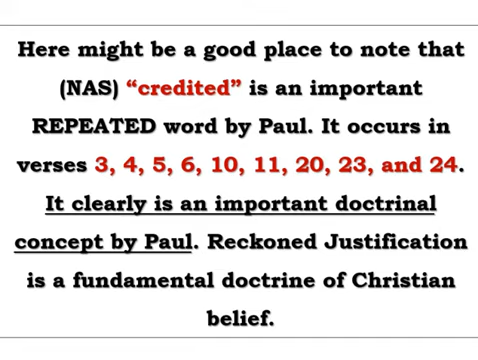 Here might be a good place to note that
(NAS) “credited” is an important
REPEATED word by Paul. It occurs in
verses 3, 4, 5, 6, 10, 11, 20, 23, and 24.
It clearly is an important doctrinal
concept by Paul. Reckoned Justification
is a fundamental doctrine of Christian
belief.